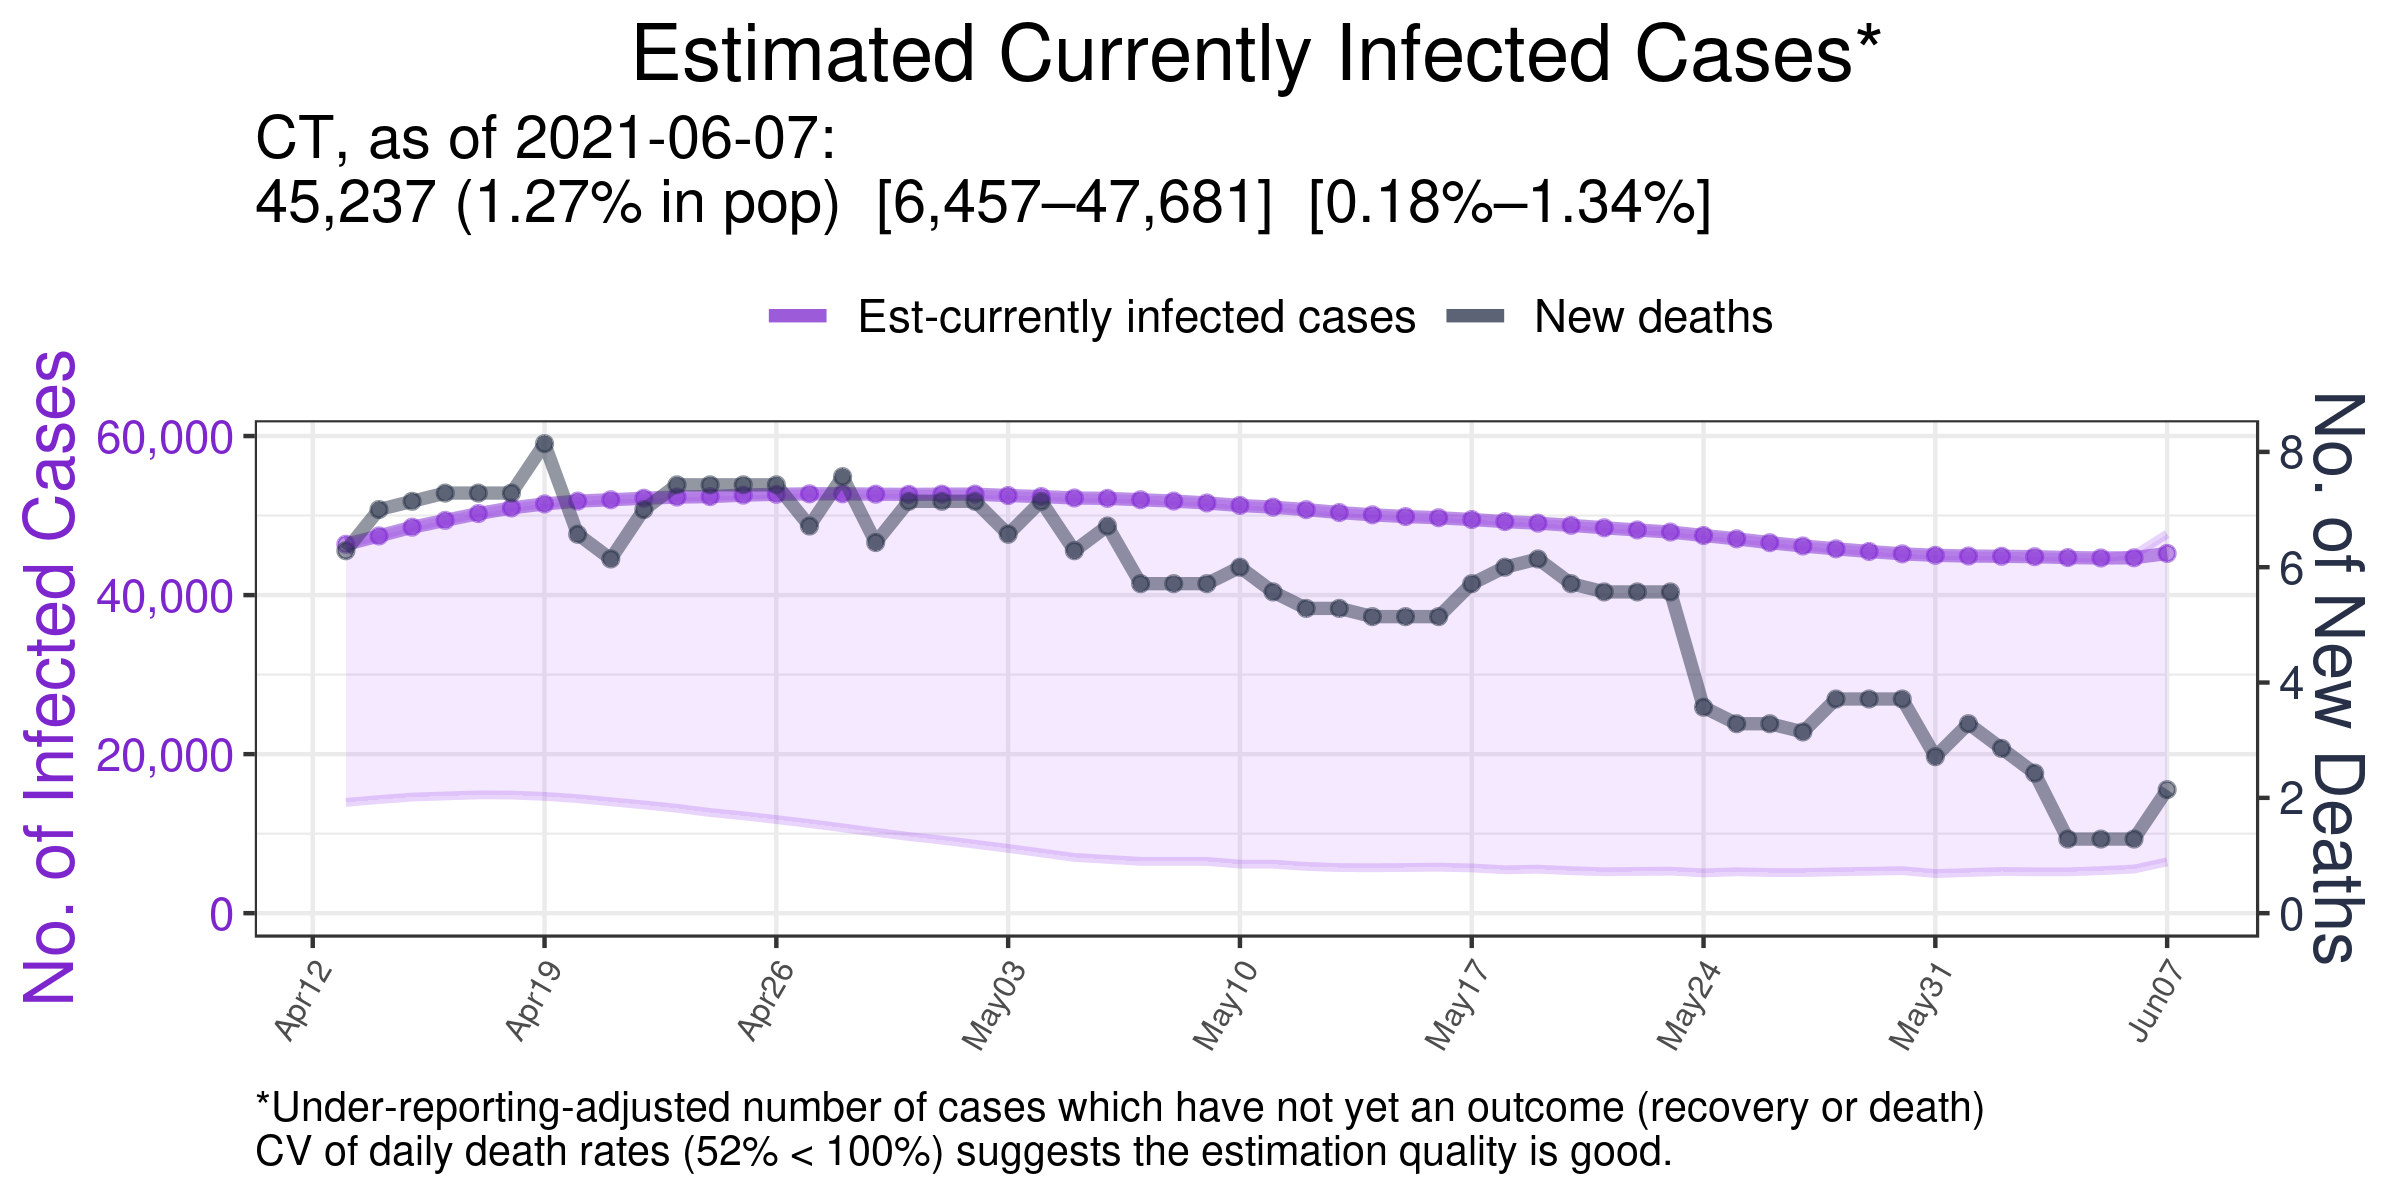 Estimated Currently Infected Cases*
CT, as of 2021-06-07:
45,237 (1.27% in pop)  [6,457–47,681]  [0.18%–1.34%]
Est-currently infected cases
New deaths
No. of Infected Cases
60,000
40,000
20,000
0
8
6
4
2
0
No. of New Deaths
Apr12
Apr19
Apr26
May03
May10
May17
May24
May31
Jun07
*Under-reporting-adjusted number of cases which have not yet an outcome (recovery or death)
CV of daily death rates (52% < 100%) suggests the estimation quality is good.